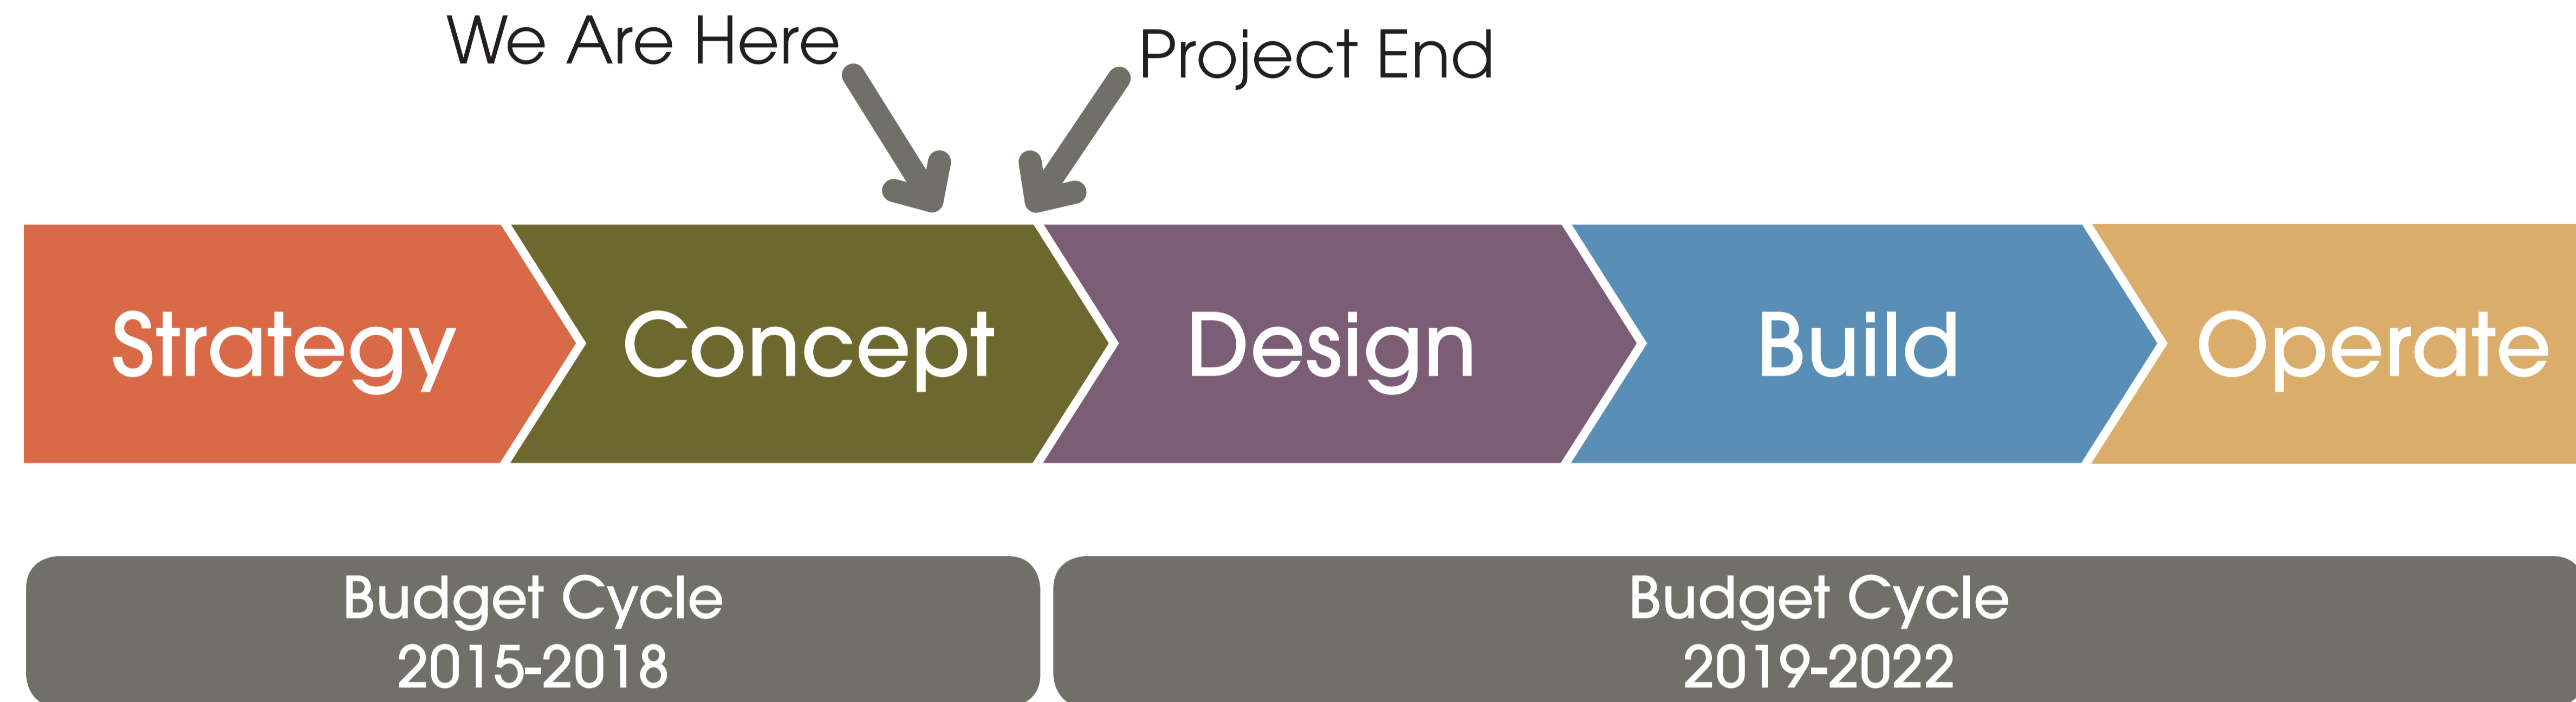 We Are Here
Project End
Strategy
Concept
Design
Build
Operate
Budget Cycle
2015-2018
Budget Cycle
2019-2022